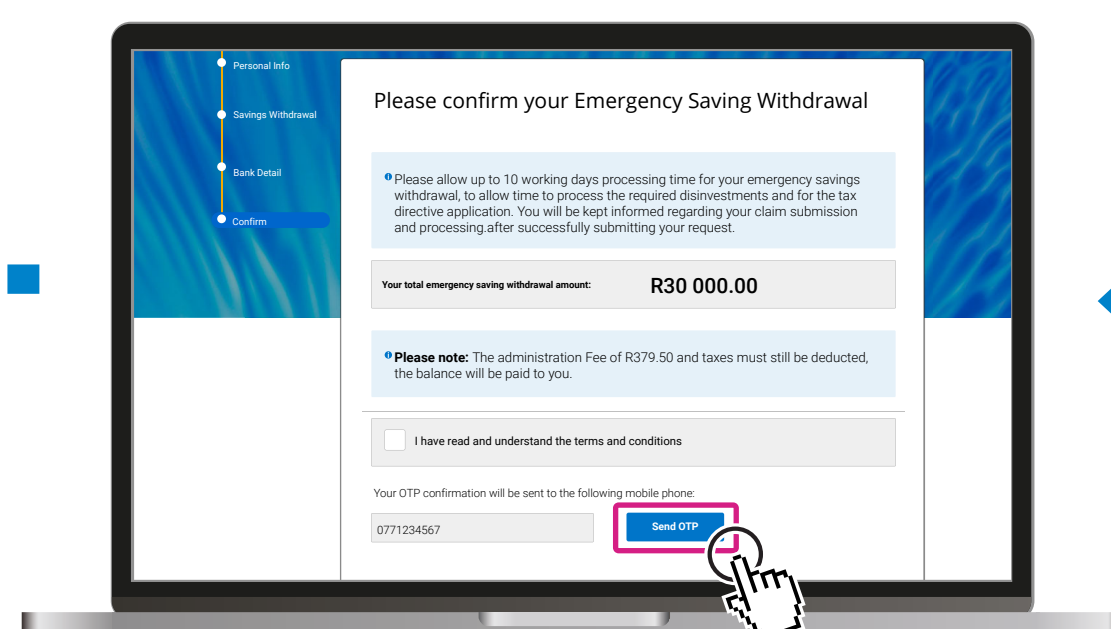 Personal Info
Savings Withdrawal
Bank Detail
Confirm
Please confirm your Emergency Saving Withdrawal
Please allow up to 10 working days processing time for your emergency savings
withdrawal, to allow time to process the required disinvestments and for the tax
directive application. You will be kept informed regarding your claim submission
and processing.after successfully submitting your request.
Your total emergency saving withdrawal amount: R30 000.00
Please note: The administration Fee of R379.50 and taxes must still be deducted,
the balance will be paid to you.
I have read and understand the terms and conditions
Your OTP confirmation will be sent to the following mobile phone:
0771234567 Send OTP